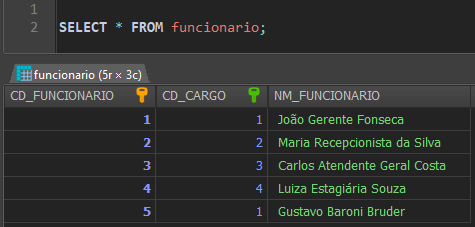 1
2 SELECT * FROM funcionario;
funcionario (5r × 3c)
CD_FUNCIONARIO CD_CARGO NM_FUNCIONARIO
1 1 João Gerente Fonseca
2 2 Maria Recepcionista da Silva
3 3 Carlos Atendente Geral Costa
4 4 Luiza Estagiária Souza
5 1 Gustavo Baroni Bruder